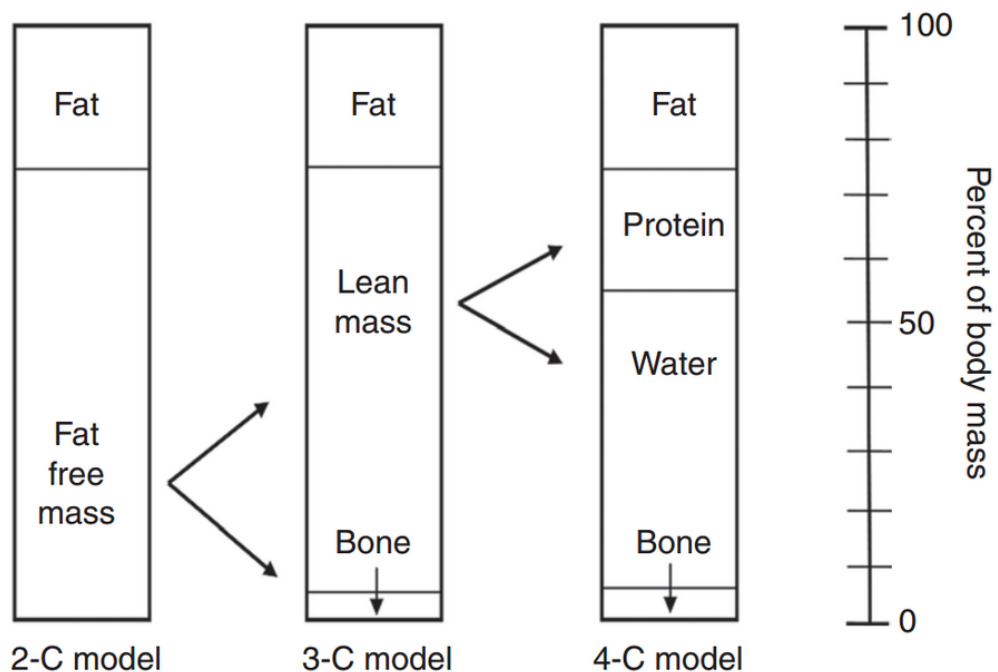 Fat
Fat
free
mass
2-C model
Fat
Lean
mass
Bone
3-C model
Fat
Protein
Water
Bone
4-C model
100
50
0
Percent of body mass